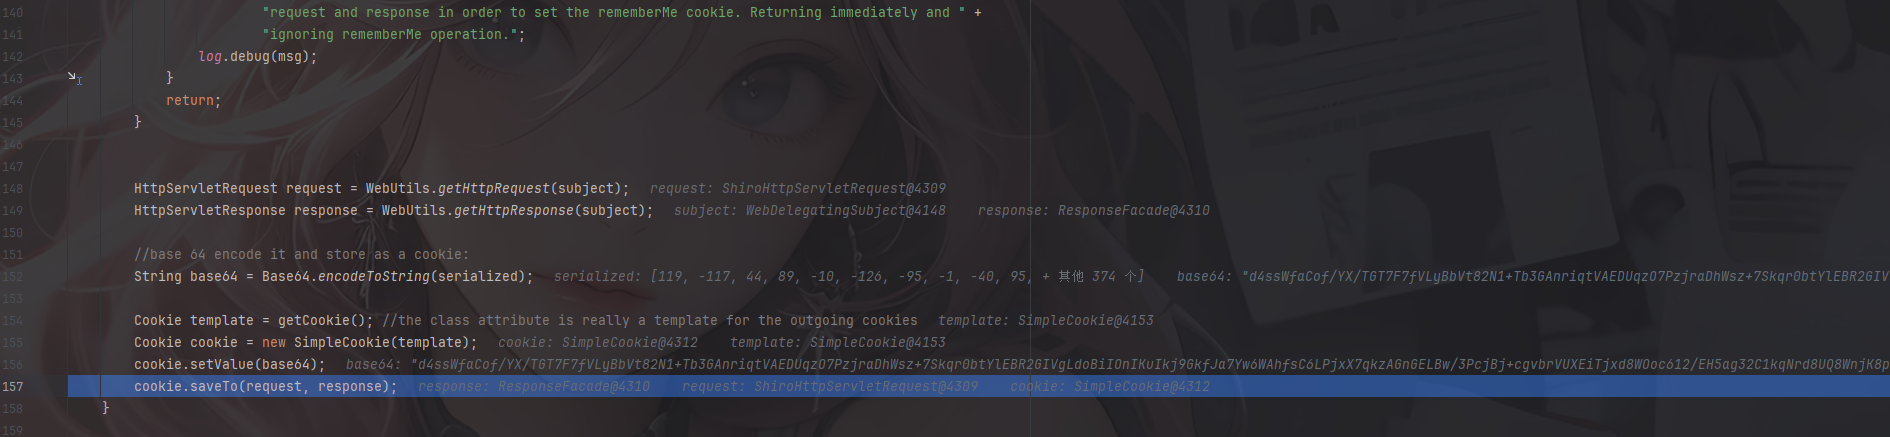 140 "request and response in order to set the rememberMe cookie. Returning immediately and " +
141 "ignoring rememberMe operation.";
142 log.debug(msg);
143 }
144 return;
145 }
146
147
148 HttpServletRequest request = WebUtils.getHttpRequest(subject); request: ShiroHttpServletRequest@4309
149 HttpServletResponse response = WebUtils.getHttpResponse(subject); subject: WebDelegatingSubject@4148 response: ResponseFacade@4310
150
151 //base 64 encode it and store as a cookie:
152 String base64 = Base64.encodeToString(serialized); serialized: [119, -117, 44, 89, -10, -126, -95, -1, -40, 95, + 其他 374 个] base64: "d4ssWfaCof/YX/TGT7F7fVLyBbVt82N1+Tb3GAnriqtVAEDUqzO7PzjraDhWsz+7Skqr0btYlEBR2GIV
153
154 Cookie template = getCookie(); //the class attribute is really a template for the outgoing cookies template: SimpleCookie@4153
155 Cookie cookie = new SimpleCookie(template); cookie: SimpleCookie@4312 template: SimpleCookie@4153
156 cookie.setValue(base64); base64: "d4ssWfaCof/YX/TGT7F7fVLyBbVt82N1+Tb3GAnriqtVAEDUqzO7PzjraDhWsz+7Skqr0btYlEBR2GIVgLdoBiIOnIKuIkj9GkfJa7Yw6WAhfsC6LPjxX7qkzAGnGELBw/3PcjBj+cgvbrVUXEiTjxd8WOoc612/EH5ag32C1kqNrd8UQ8WnjK8p
157 cookie.saveTo(request, response); response: ResponseFacade@4310 request: ShiroHttpServletRequest@4309 cookie: SimpleCookie@4312
158 }
159